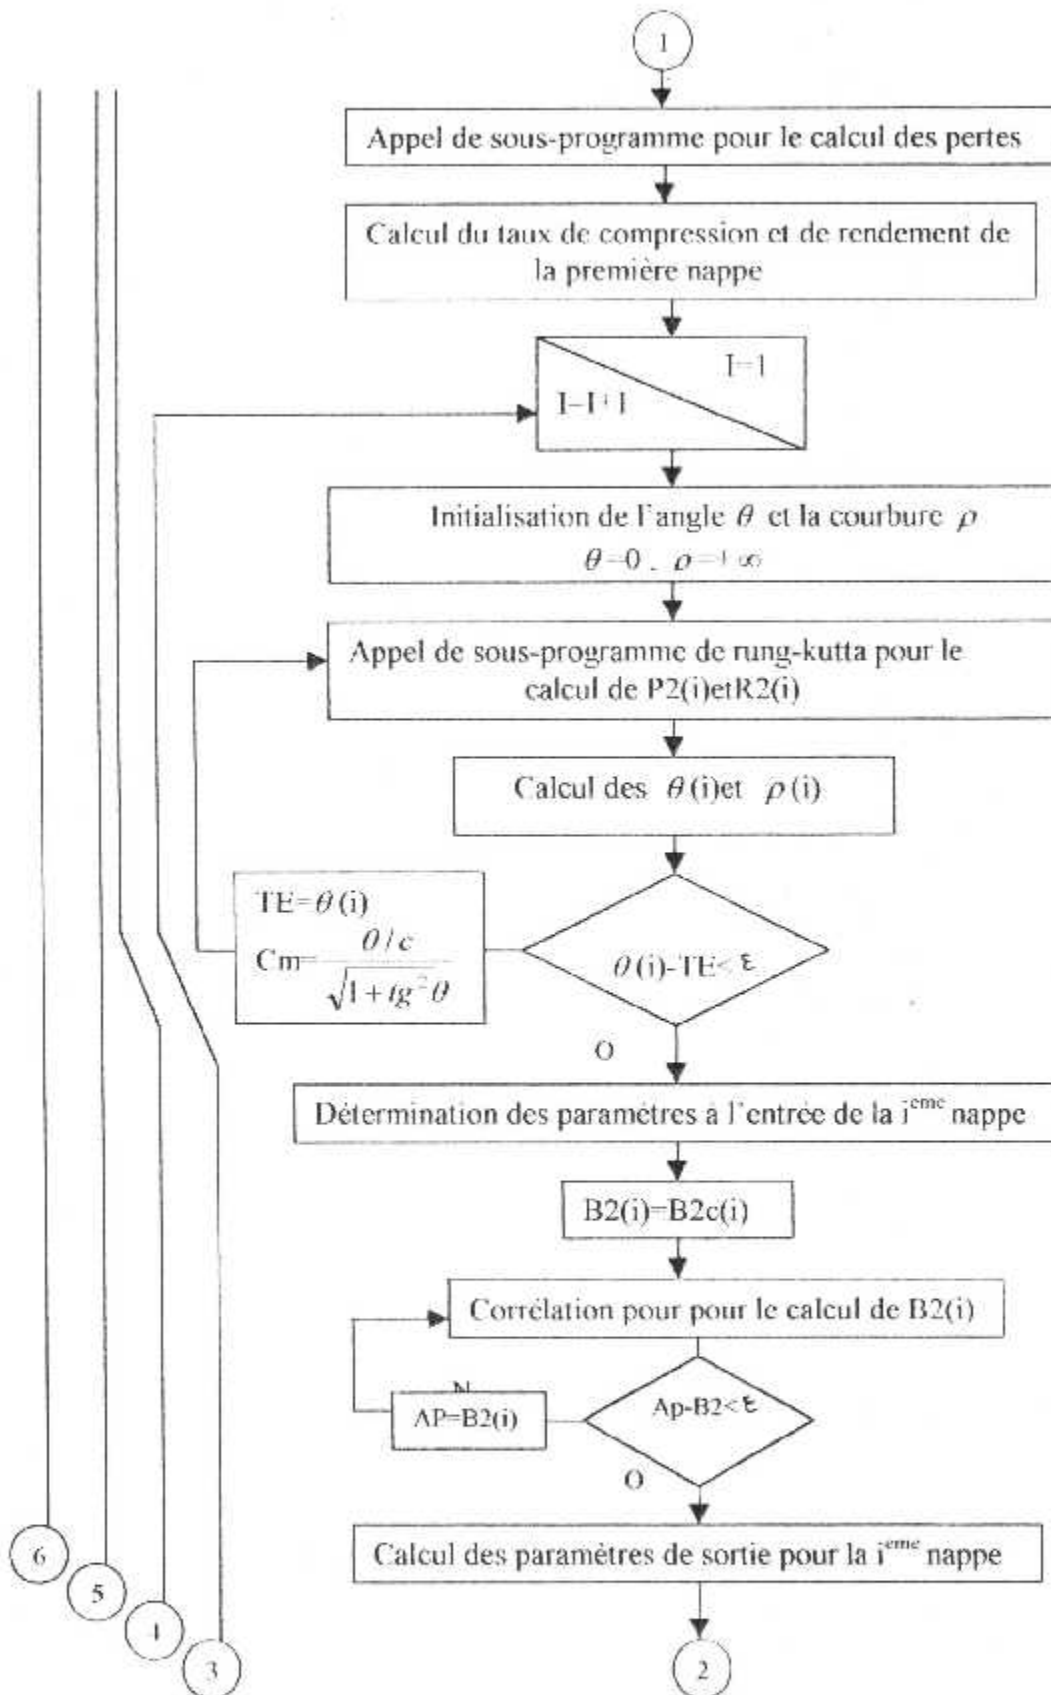 1
Appel de sous-programme pour le calcul des pertes
Calcul du taux de compression et de rendement de
la première nappe
I=1
I=I+1
Initialisation de l'angle θ et la courbure ρ
θ=0 . ρ=+∞
Appel de sous-programme de rung-kutta pour le
calcul de P2(i)etR2(i)
Calcul des θ(i)et ρ(i)
TE=θ(i)
Cm=(θ/c)/√(1+tg²θ)
θ(i)-TE<ε
O
Détermination des paramètres à l'entrée de la i^eme nappe
B2(i)=B2c(i)
Corrélation pour pour le calcul de B2(i)
N
AP=B2(i)
Ap-B2<ε
O
Calcul des paramètres de sortie pour la i^eme nappe
6
5
4
3
2